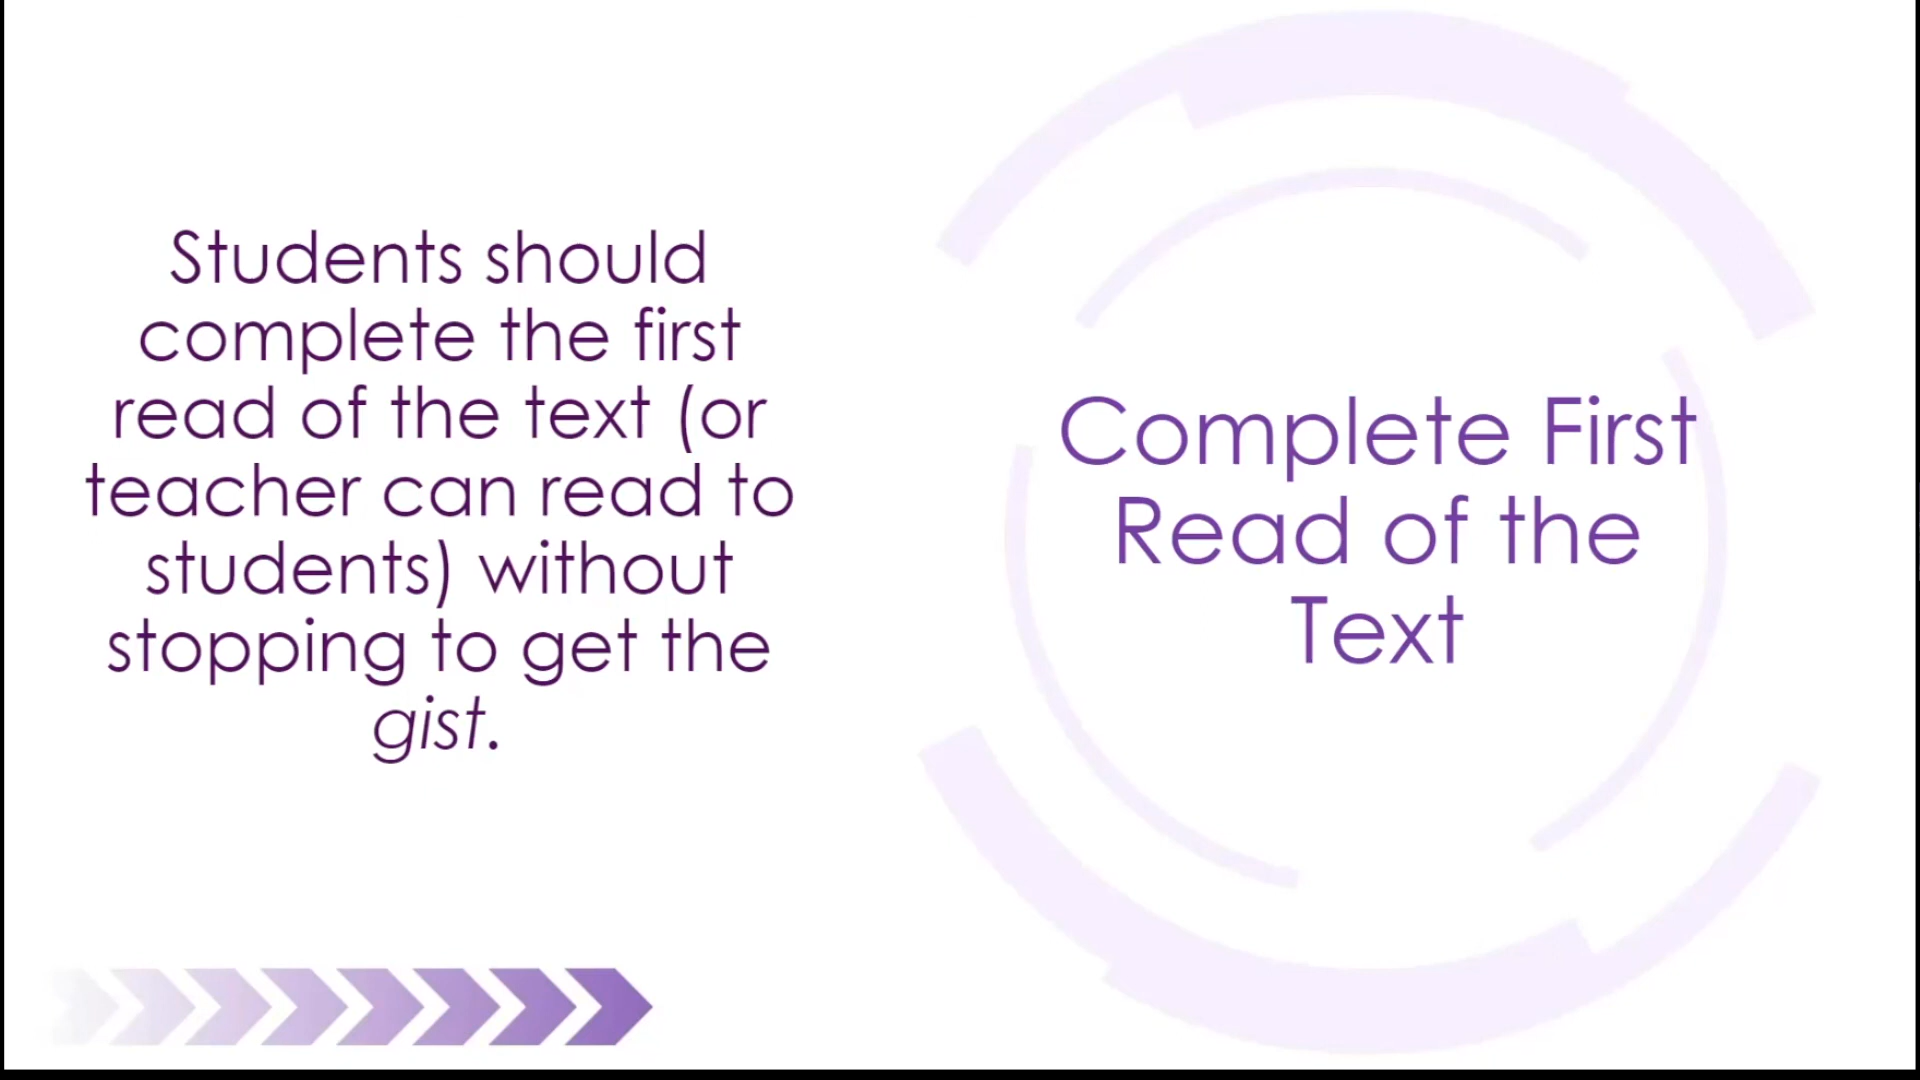 Students should
complete the first
read of the text (or
teacher can read to
students) without
stopping to get the
gist.
Complete First
Read of the
Text